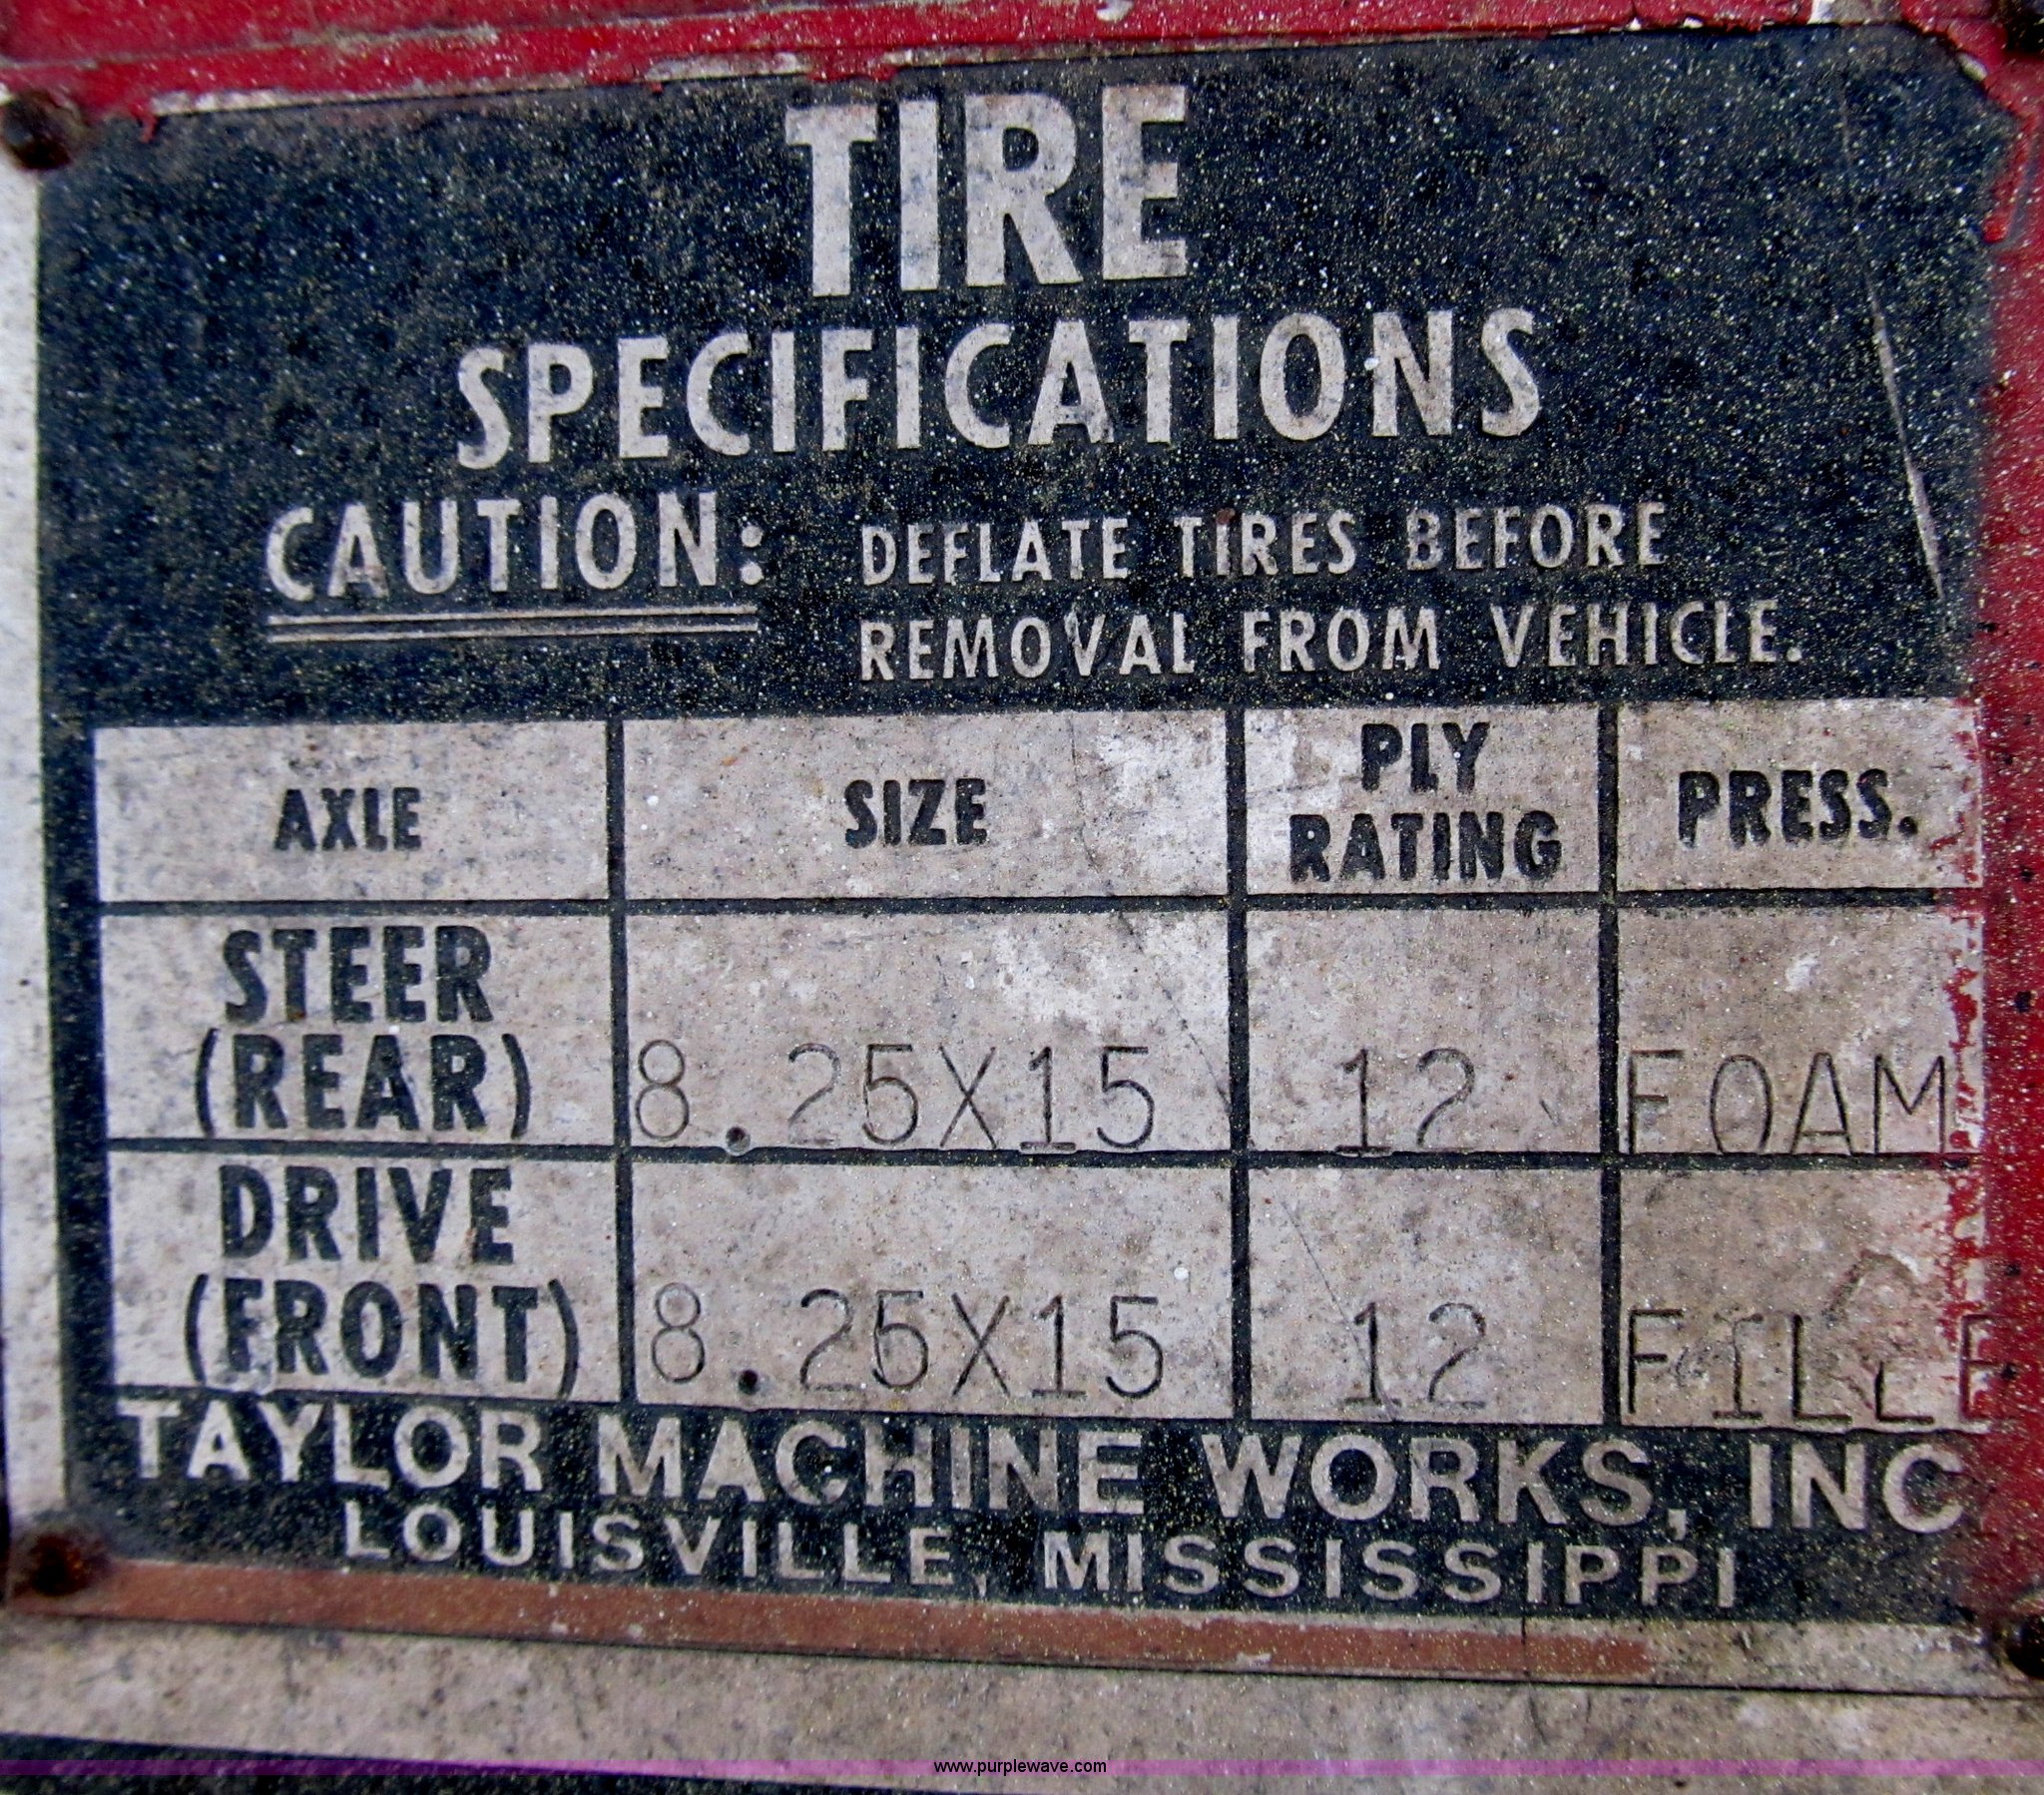 TIRE
SPECIFICATIONS
CAUTION: DEFLATE TIRES BEFORE
REMOVAL FROM VEHICLE.
AXLE SIZE PLY RATING PRESS.
STEER (REAR) 8.25X15 12 FOAM
DRIVE (FRONT) 8.25X15 12 FILLE
TAYLOR MACHINE WORKS, INC
LOUISVILLE, MISSISSIPPI
www.purplewave.com